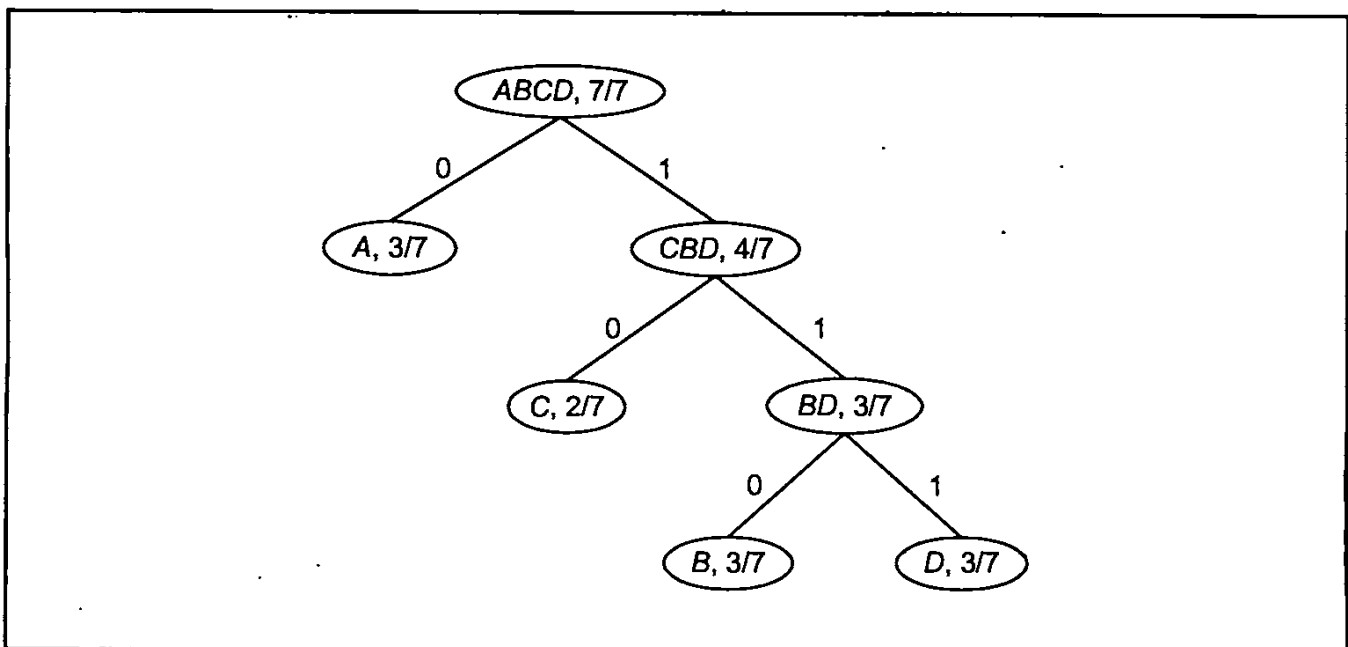 ABCD, 7/7
0 1
A, 3/7 CBD, 4/7
0 1
C, 2/7 BD, 3/7
0 1
B, 3/7 D, 3/7